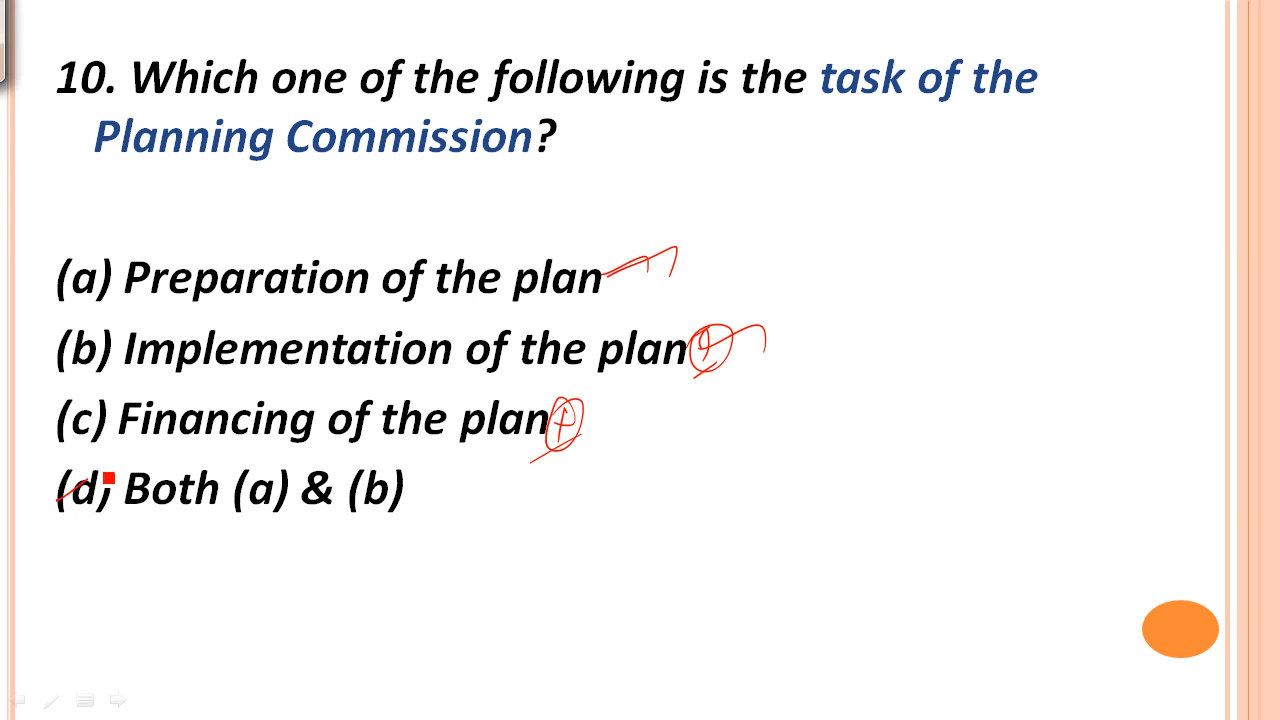 10. Which one of the following is the task of the
Planning Commission?
(a) Preparation of the plan
(b) Implementation of the plan
(c) Financing of the plan
(d) Both (a) & (b)